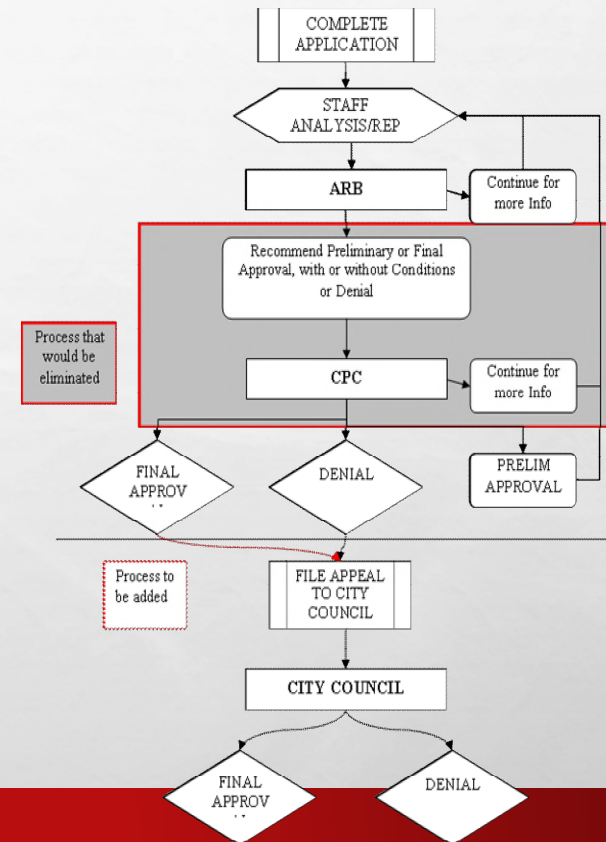 COMPLETE
APPLICATION
STAFF
ANALYSIS/REP
ARB
Continue for
more Info
Recommend Preliminary or Final
Approval, with or without Conditions
or Denial
Process that
would be
eliminated
CPC
Continue for
more Info
FINAL
APPROV
DENIAL
PRELIM
APPROVAL
Process to
be added
FILE APPEAL
TO CITY
COUNCIL
CITY COUNCIL
FINAL
APPROV
DENIAL